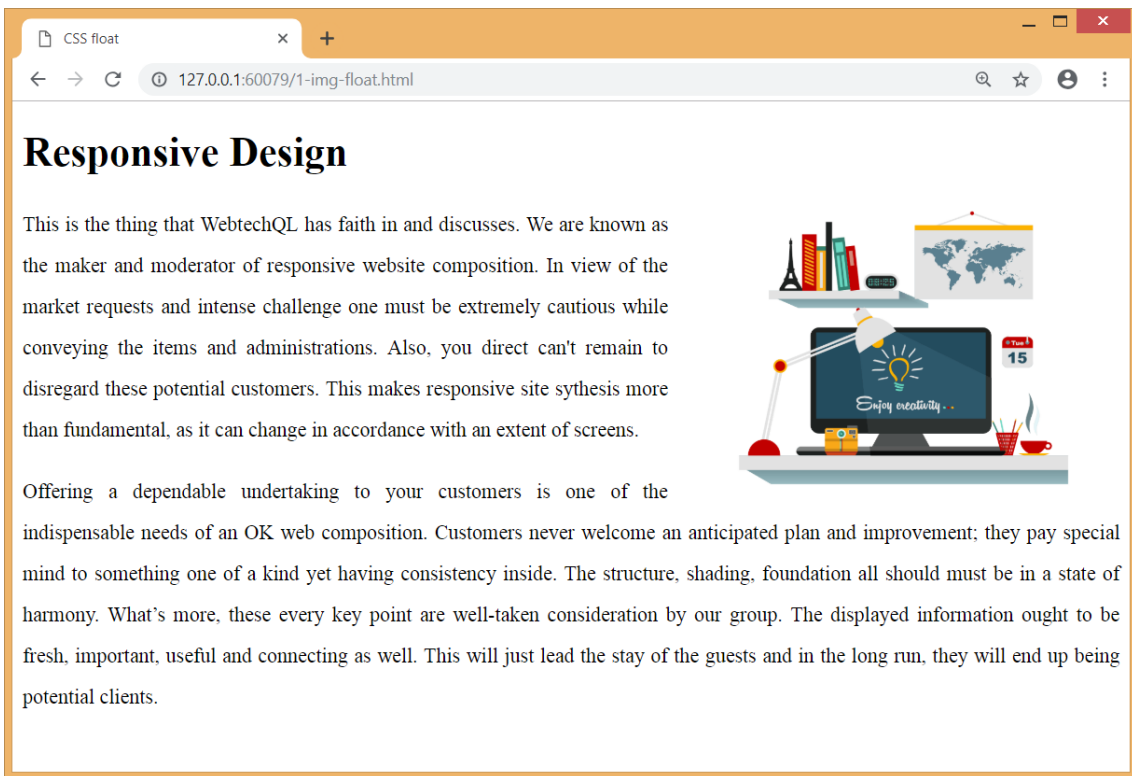 CSS float
127.0.0.1:60079/1-img-float.html
Responsive Design
This is the thing that WebtechQL has faith in and discusses. We are known as
the maker and moderator of responsive website composition. In view of the
market requests and intense challenge one must be extremely cautious while
conveying the items and administrations. Also, you direct can't remain to
disregard these potential customers. This makes responsive site sythesis more
than fundamental, as it can change in accordance with an extent of screens.
08:25
Tue
15
Enjoy creativity . .
Offering a dependable undertaking to your customers is one of the
indispensable needs of an OK web composition. Customers never welcome an anticipated plan and improvement; they pay special
mind to something one of a kind yet having consistency inside. The structure, shading, foundation all should must be in a state of
harmony. What’s more, these every key point are well-taken consideration by our group. The displayed information ought to be
fresh, important, useful and connecting as well. This will just lead the stay of the guests and in the long run, they will end up being
potential clients.